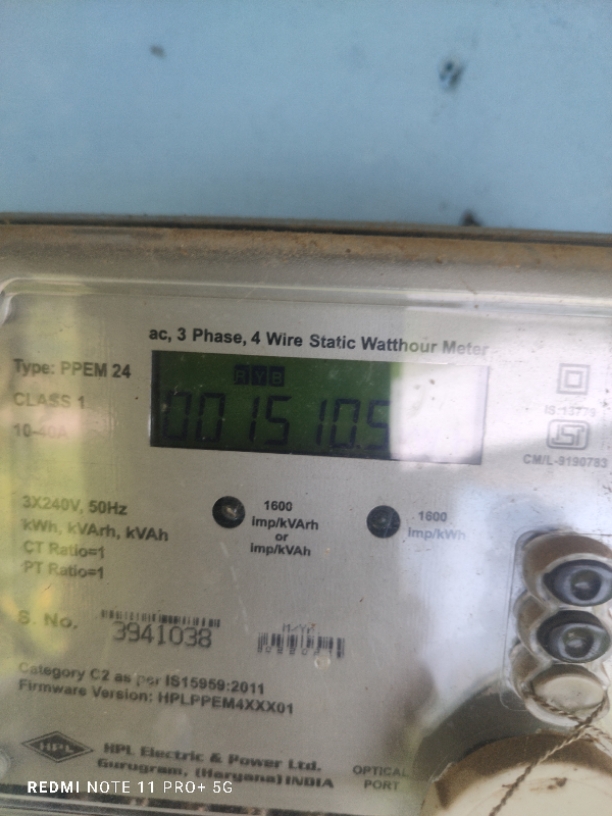 ac, 3 Phase, 4 Wire Static Watthour Meter
Type: PPEM 24
CLASS 1
10-40A
R Y B
001510.5
IS 13779
ISI
CM/L-9190783
3X240V, 50Hz
kWh, kVArh, kVAh
CT Ratio=1
PT Ratio=1
1600
imp/kVArh
or
Imp/kVAh
1600
imp/kWh
S. No.
3941038
Category C2 as per IS15959:2011
Firmware Version: HPLPPEM4XXX01
HPL
HPL Electric & Power Ltd.
Gurugram, (Haryana) INDIA
OPTICAL
PORT
REDMI NOTE 11 PRO+ 5G